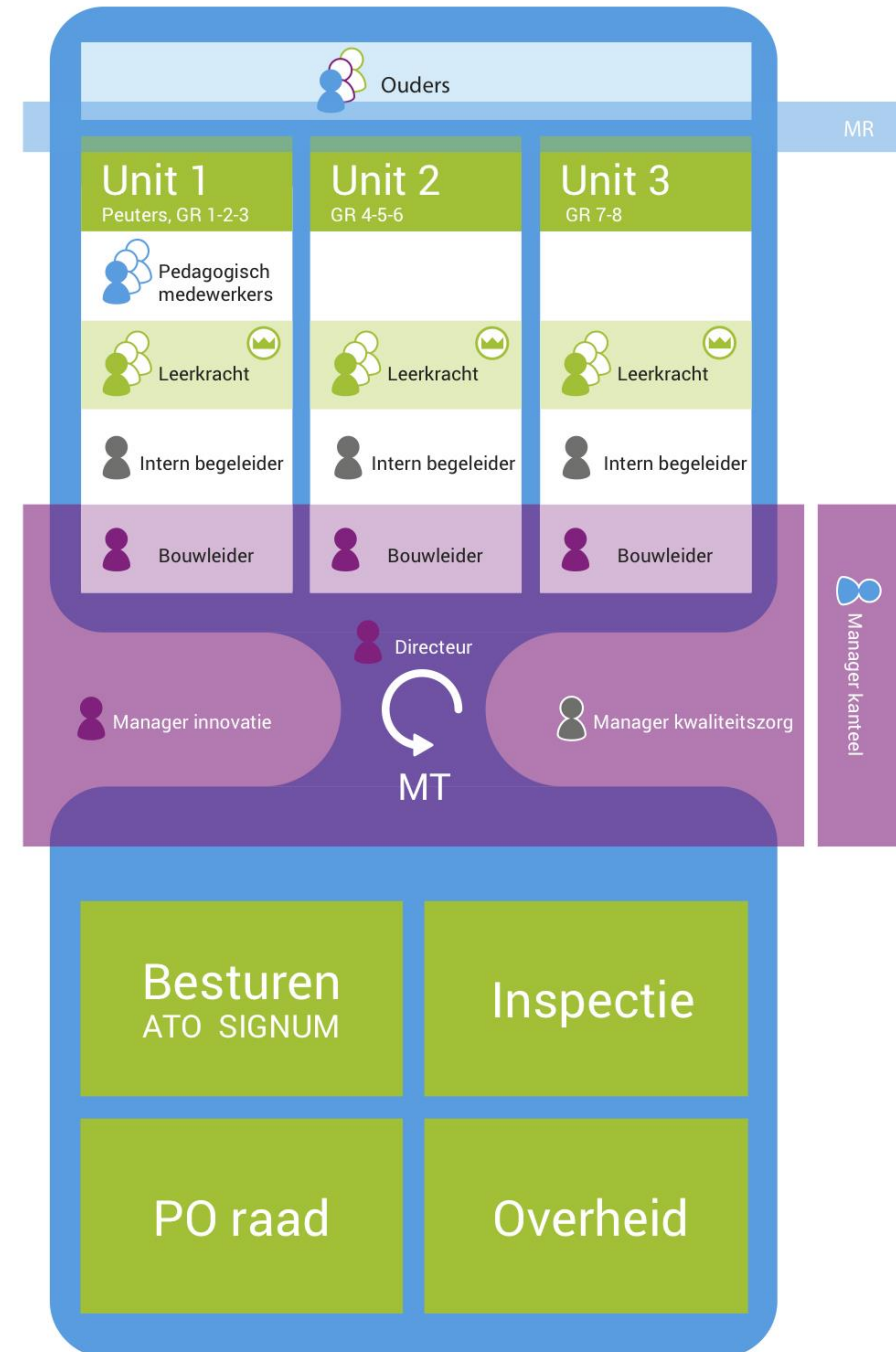 Ouders
MR
Unit 1
Peuters, GR 1-2-3
Unit 2
GR 4-5-6
Unit 3
GR 7-8
Pedagogisch
medewerkers
Leerkracht
Leerkracht
Leerkracht
Intern begeleider
Intern begeleider
Intern begeleider
Bouwleider
Bouwleider
Bouwleider
Manager kanteel
Directeur
Manager innovatie
Manager kwaliteitszorg
MT
Besturen
ATO SIGNUM
Inspectie
PO raad
Overheid